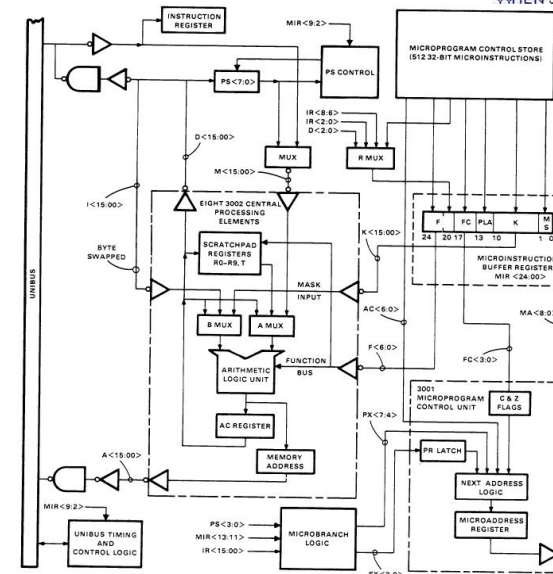 INSTRUCTION
REGISTER
MIR<9:2>
PS<7:0>
PS CONTROL
MICROPROGRAM CONTROL STORE
(512 32-BIT MICROINSTRUCTIONS)
IR<8:6>
IR<2:0>
D<2:0>
D<15:00>
MUX
R MUX
M<15:00>
I<15:00>
EIGHT 3002 CENTRAL
PROCESSING
ELEMENTS
F
FC
PLA
K
M
S
24
20 17
13
10
1
0
K<15:00>
MICROINSTRUCTIO
BUFFER REGISTER
MIR <24:00>
BYTE
SWAPPED
SCRATCHPAD
REGISTERS
R0-R9, T
UNIBUS
MASK
INPUT
AC<6:0>
MA<8:0
B MUX
A MUX
F<6:0>
FC<3:0>
ARITHMETIC
LOGIC UNIT
FUNCTION
BUS
3001
MICROPROGRAM
CONTROL UNIT
C & Z
FLAGS
AC REGISTER
PX<7:4>
PR LATCH
MEMORY
ADDRESS
A<15:00>
NEXT ADDRESS
LOGIC
MIR<9:2>
PS<3:0>
MIR<13:11>
IR<15:00>
MICROBRANCH
LOGIC
MICROADDRESS
REGISTER
UNIBUS TIMING
AND
CONTROL LOGIC